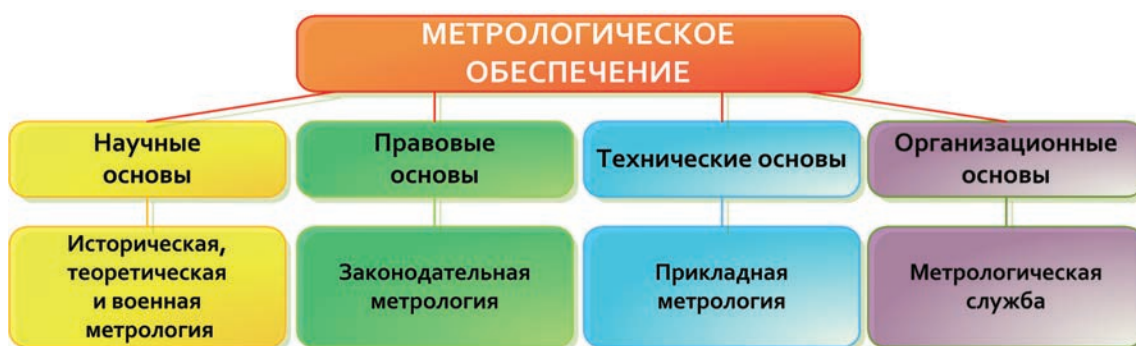 МЕТРОЛОГИЧЕСКОЕ
ОБЕСПЕЧЕНИЕ
Научные
основы
Правовые
основы
Технические основы
Организационные
основы
Историческая,
теоретическая
и военная
метрология
Законодательная
метрология
Прикладная
метрология
Метрологическая
служба